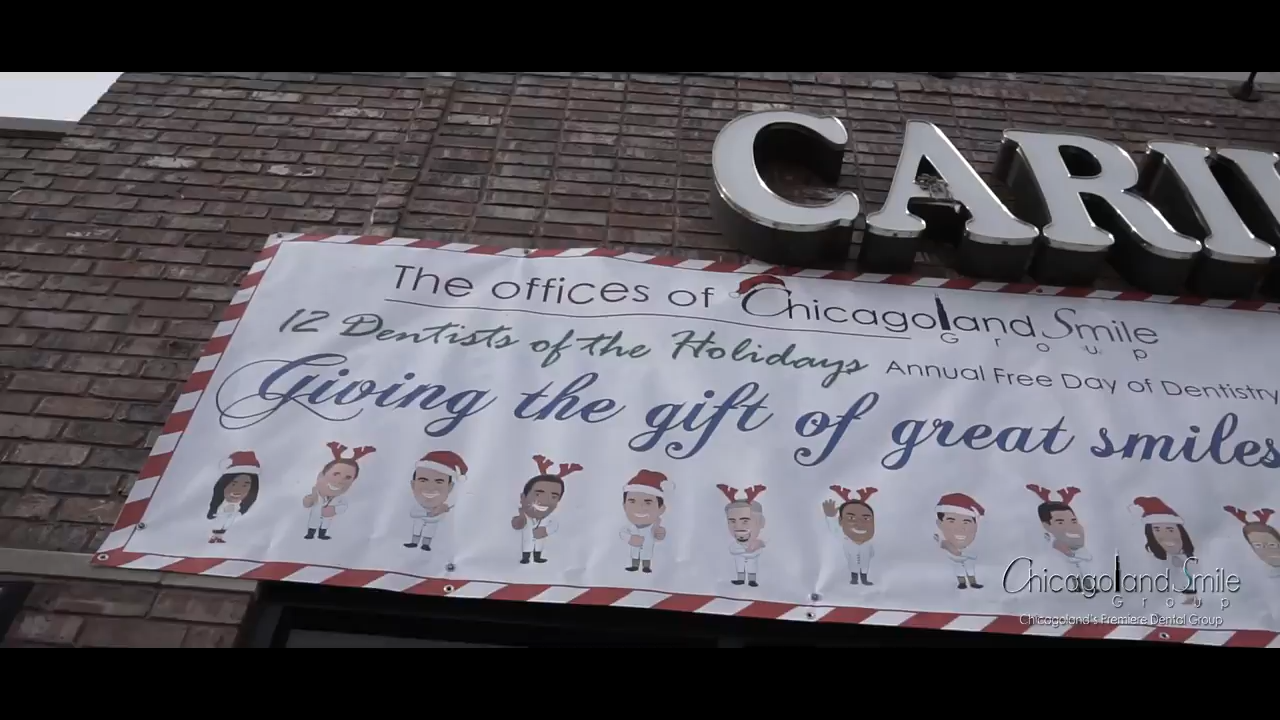 The offices of Chicagoland Smile
Group
12 Dentists of the Holidays Annual Free Day of Dentistry
Giving the gift of great smiles
Chicagoland Smile
Group
Chicagoland's Premiere Dental Group